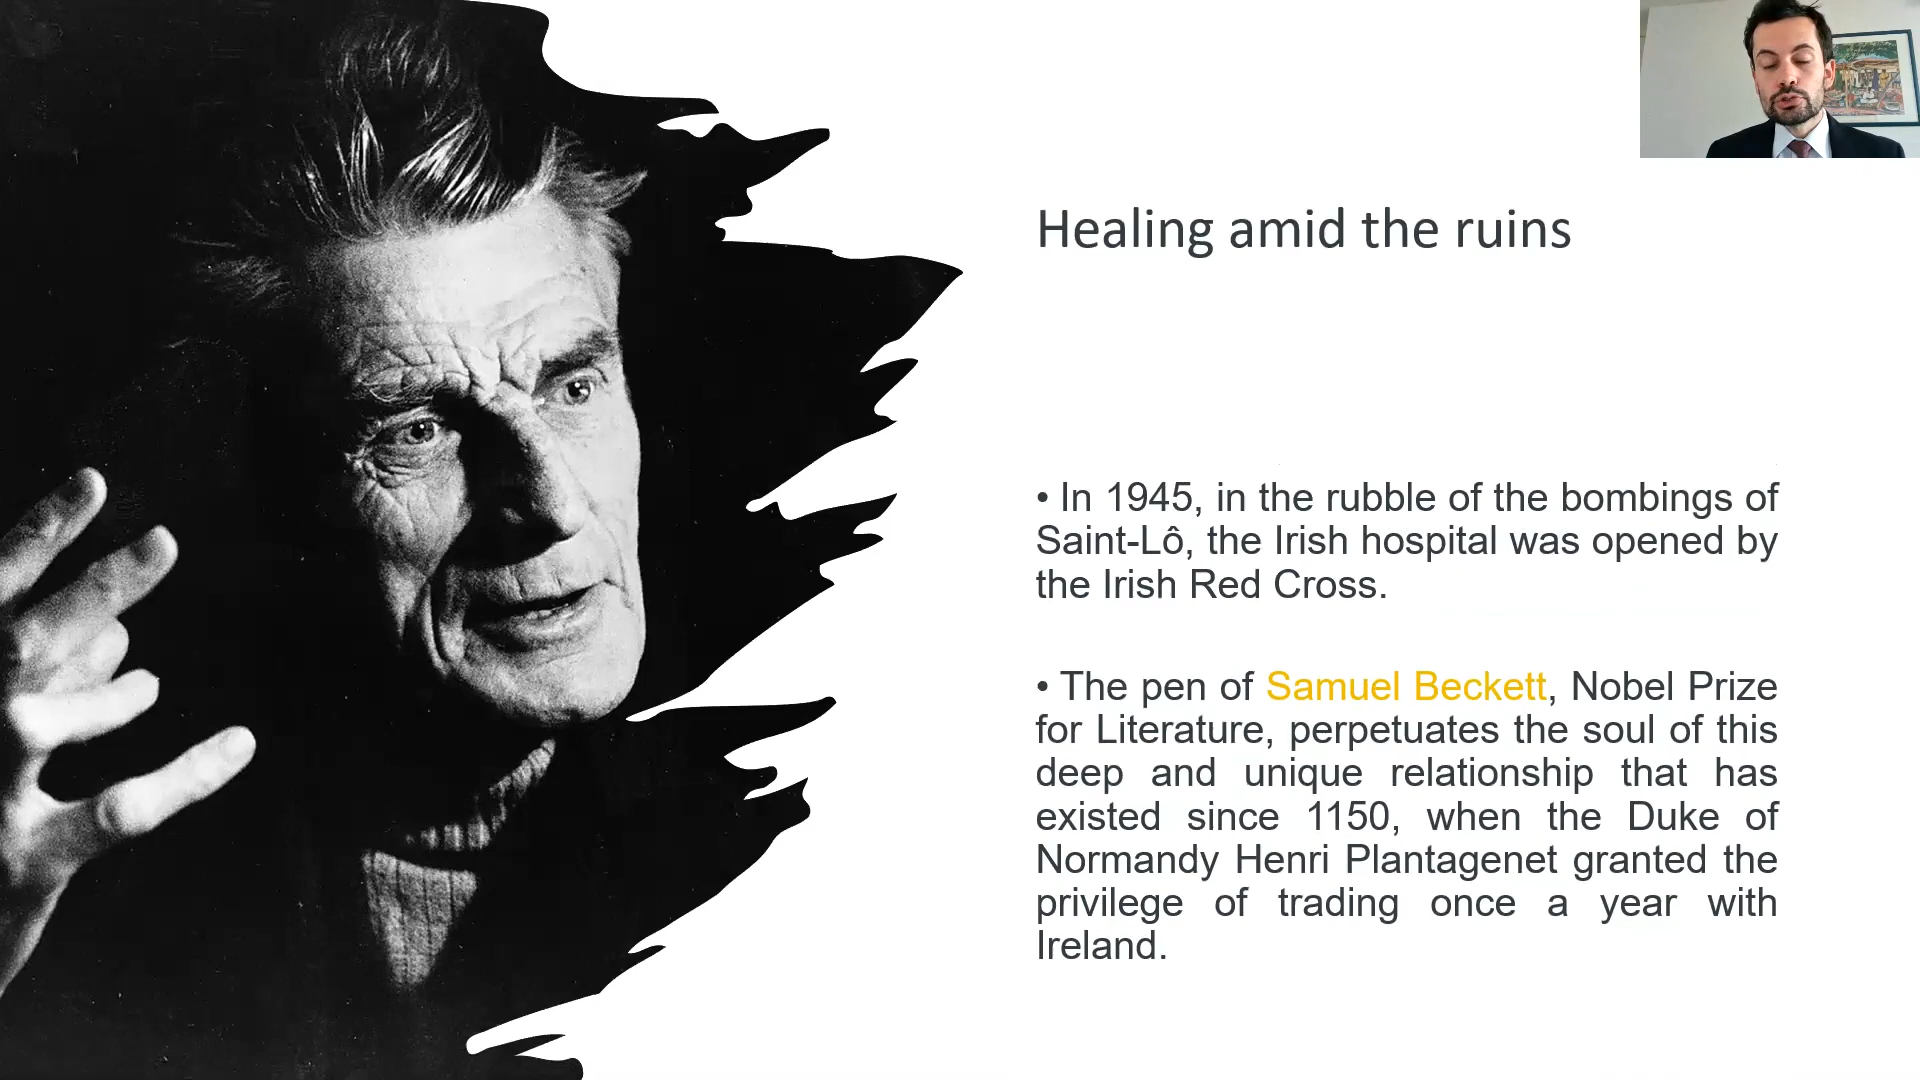 Healing amid the ruins
• In 1945, in the rubble of the bombings of
Saint-Lô, the Irish hospital was opened by
the Irish Red Cross.
• The pen of Samuel Beckett, Nobel Prize
for Literature, perpetuates the soul of this
deep and unique relationship that has
existed since 1150, when the Duke of
Normandy Henri Plantagenet granted the
privilege of trading once a year with
Ireland.